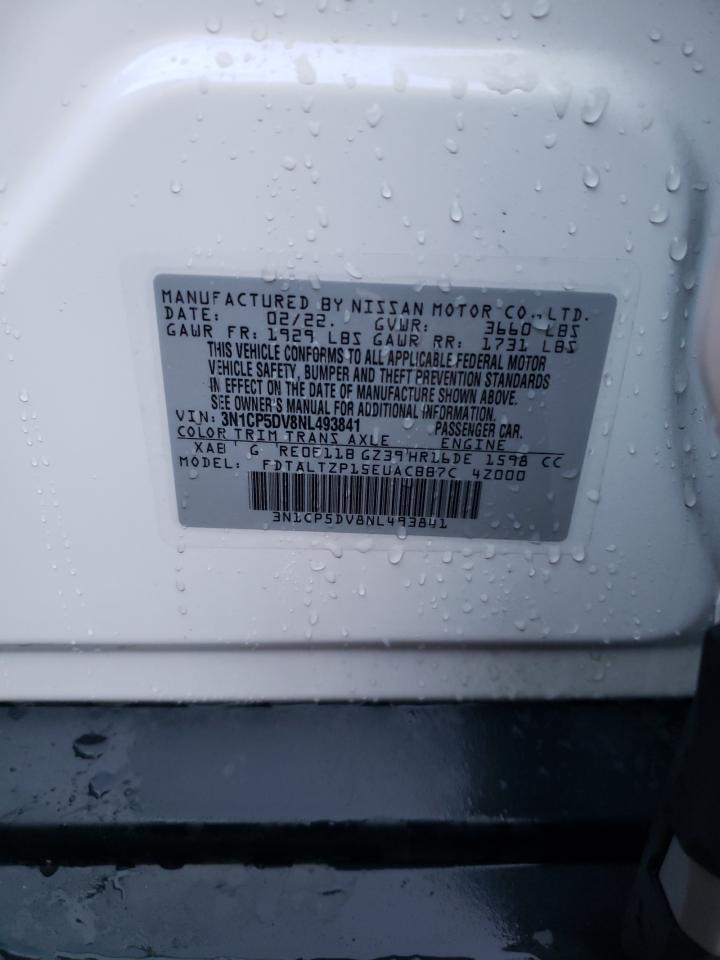 MANUFACTURED BY NISSAN MOTOR CO., LTD.
DATE: 02/22. GVWR: 3660 LBS
GAWR FR: 1929 LBS GAWR RR: 1731 LBS
THIS VEHICLE CONFORMS TO ALL APPLICABLE FEDERAL MOTOR
VEHICLE SAFETY, BUMPER AND THEFT PREVENTION STANDARDS
IN EFFECT ON THE DATE OF MANUFACTURE SHOWN ABOVE.
SEE OWNER'S MANUAL FOR ADDITIONAL INFORMATION.
VIN: 3N1CP5DV8NL493841 PASSENGER CAR.
COLOR TRIM TRANS AXLE ENGINE
XAB G RE0F11B GZ39 HR16DE 1598 CC
MODEL: FDTALTZP15EUACBB7C 4Z000
3N1CP5DV8NL493841